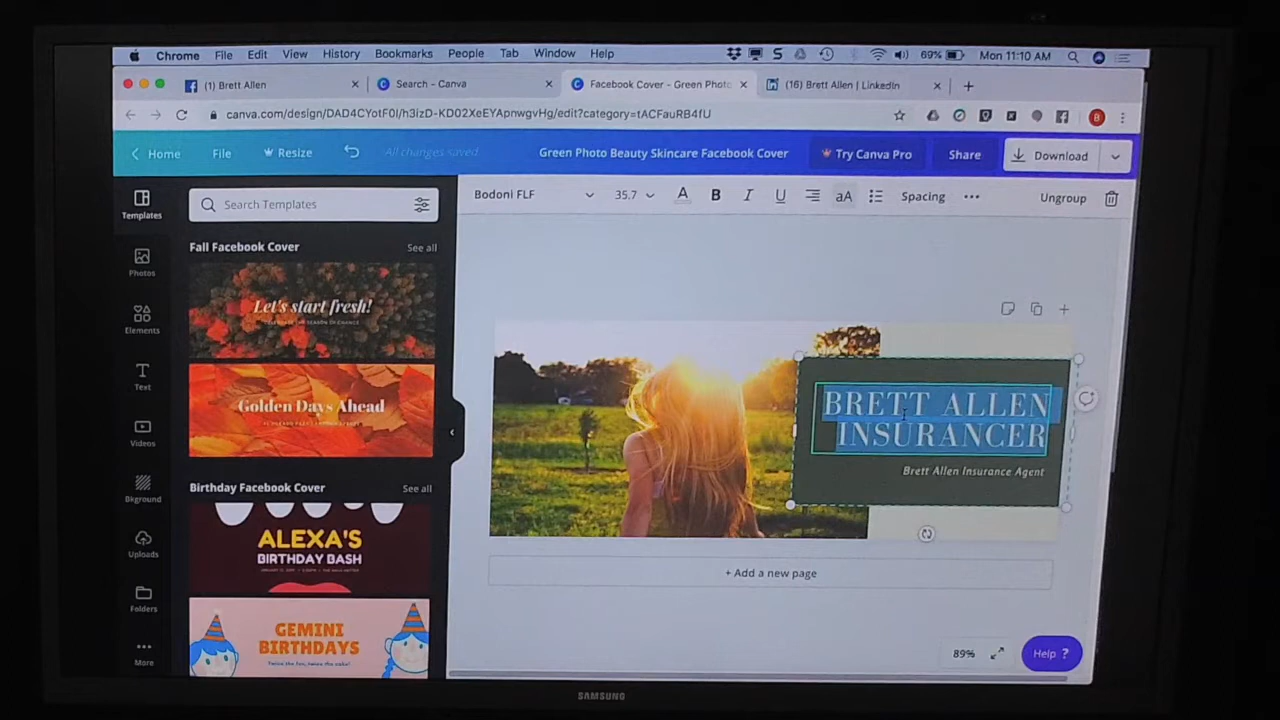 Chrome File Edit View History Bookmarks People Tab Window Help 69% Mon 11:10 AM
(1) Brett Allen Search - Canva Facebook Cover - Green Photo (16) Brett Allen | LinkedIn
canva.com/design/DAD4CYotF0I/h3izD-KD02XeEYApnwgvHg/edit?category=tACFauRB4fU
Home File Resize All changes saved Green Photo Beauty Skincare Facebook Cover Try Canva Pro Share Download
Templates
Search Templates
Bodoni FLF 35.7 A B I U aA Spacing Ungroup
Fall Facebook Cover See all
Photos
Let's start fresh!
Elements
Text
Golden Days Ahead
BRETT ALLEN
INSURANCER
Brett Allen Insurance Agent
Videos
Birthday Facebook Cover See all
Bkground
ALEXA'S
BIRTHDAY BASH
Uploads
+ Add a new page
Folders
GEMINI
BIRTHDAYS
More
89% Help ?
SAMSUNG